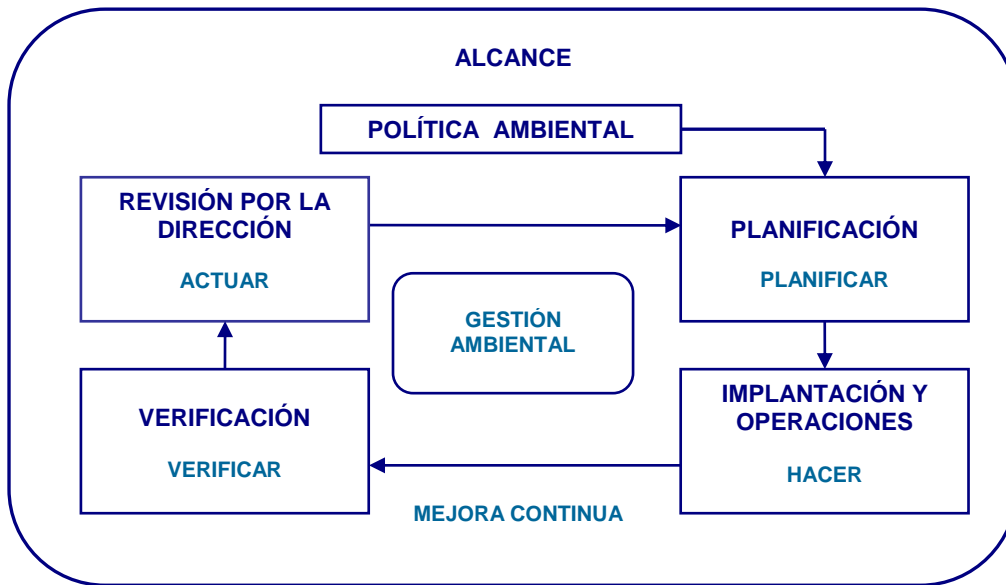 ALCANCE
POLÍTICA AMBIENTAL
REVISIÓN POR LA
DIRECCIÓN
ACTUAR
PLANIFICACIÓN
PLANIFICAR
GESTIÓN
AMBIENTAL
VERIFICACIÓN
VERIFICAR
IMPLANTACIÓN Y
OPERACIONES
HACER
MEJORA CONTINUA